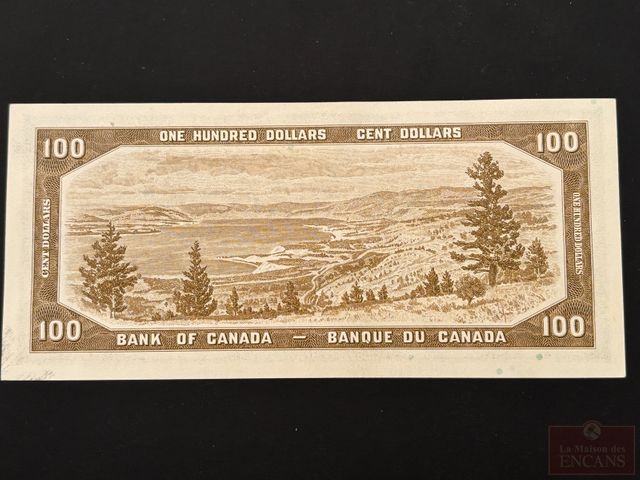 ONE HUNDRED DOLLARS CENT DOLLARS
100 100
CENT DOLLARS
ONE HUNDRED DOLLARS
100 100
BANK OF CANADA — BANQUE DU CANADA
La Maison des
ENCANS